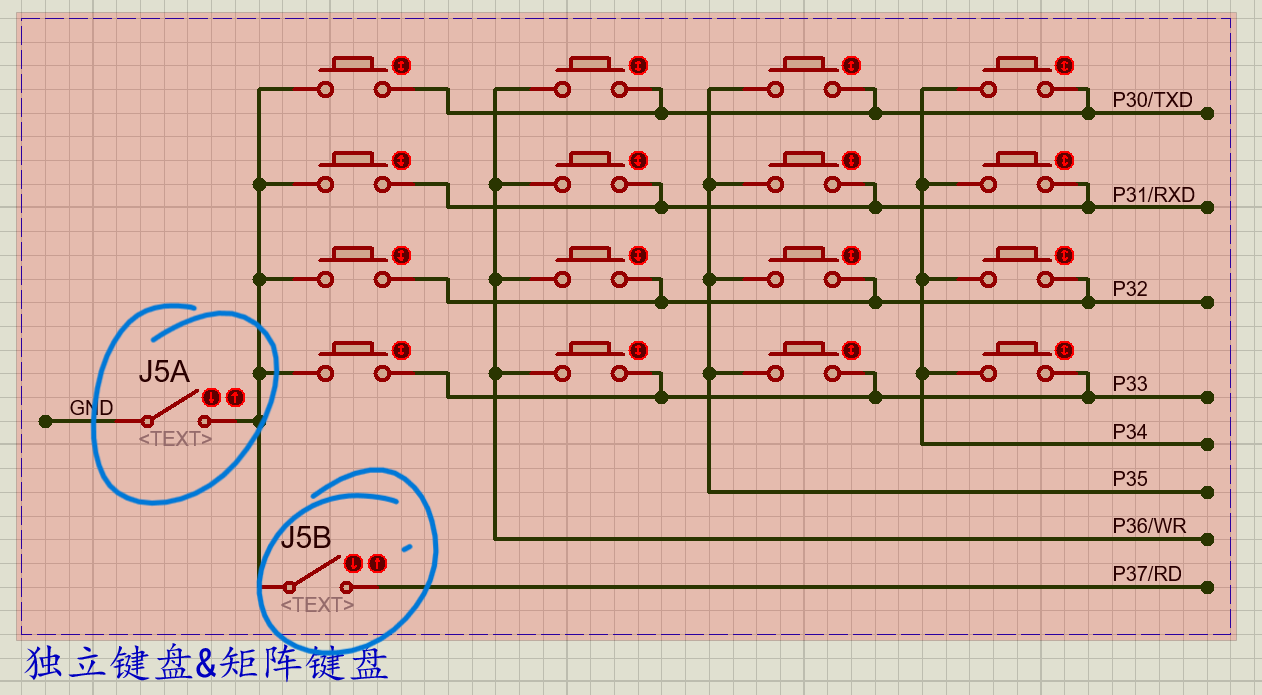 P30/TXD
P31/RXD
P32
P33
J5A
GND
<TEXT>
P34
P35
P36/WR
J5B
P37/RD
<TEXT>
独立键盘&矩阵键盘